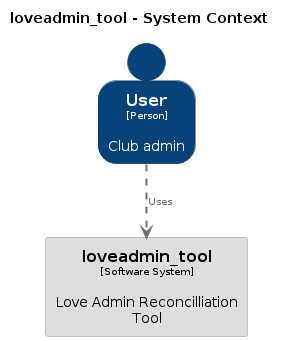 loveadmin_tool - System Context
User
[Person]
Club admin
Uses
loveadmin_tool
[Software System]
Love Admin Reconcilliation
Tool